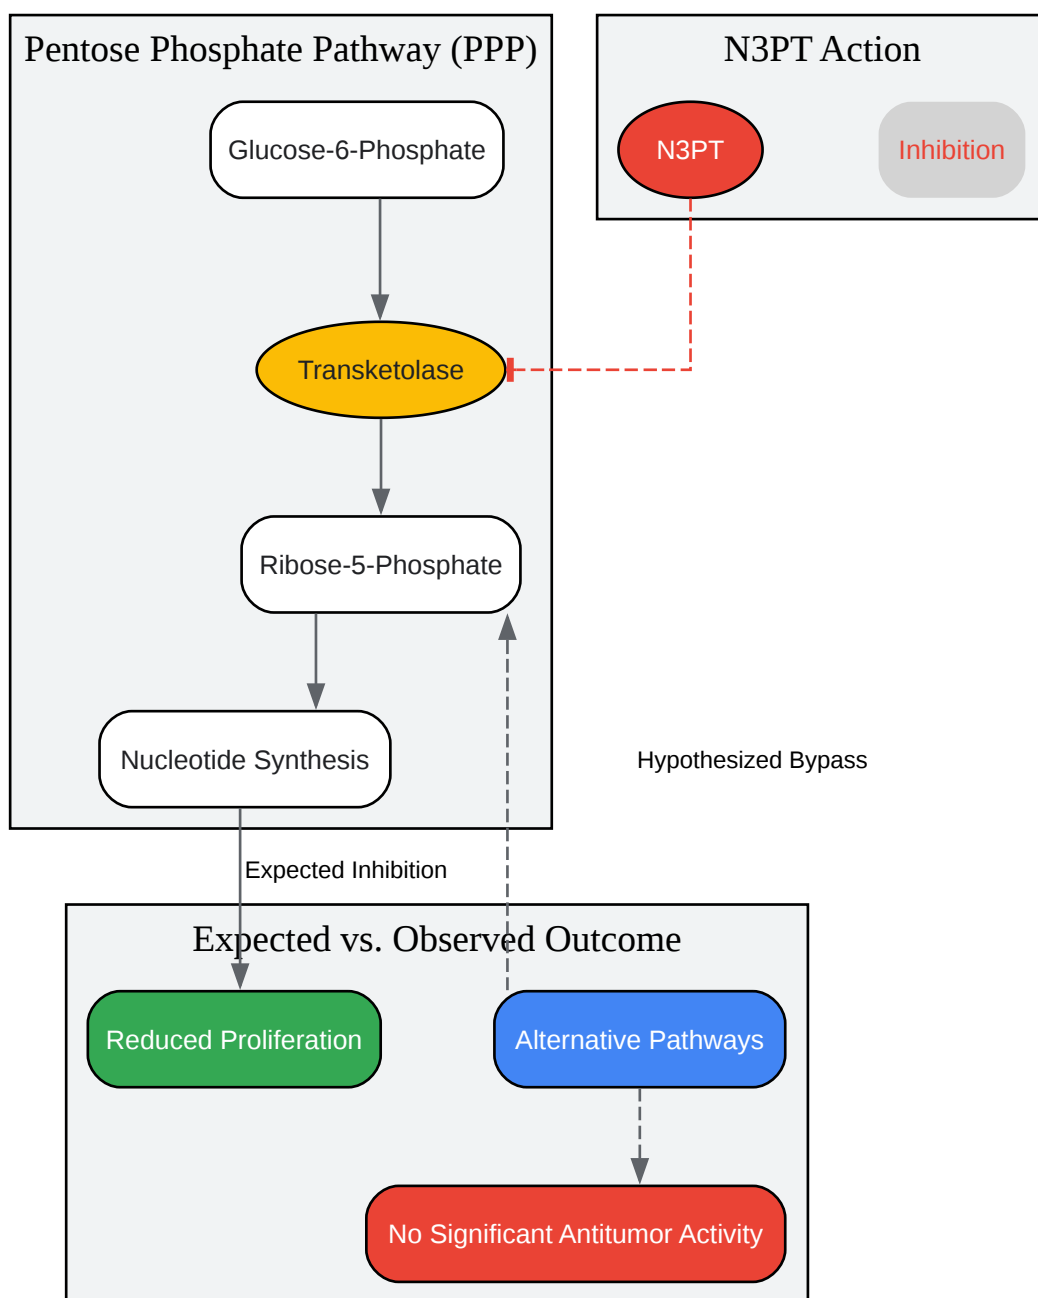 Pentose Phosphate Pathway (PPP)
N3PT Action
Glucose-6-Phosphate
N3PT
Inhibition
Transketolase
Ribose-5-Phosphate
Nucleotide Synthesis
Hypothesized Bypass
Expected Inhibition
Expected vs. Observed Outcome
Reduced Proliferation
Alternative Pathways
No Significant Antitumor Activity